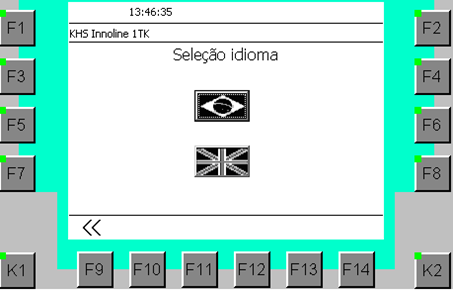 13:46:35
KHS Innoline 1TK
Seleção idioma
<<
F1
F2
F3
F4
F5
F6
F7
F8
K1
F9
F10
F11
F12
F13
F14
K2